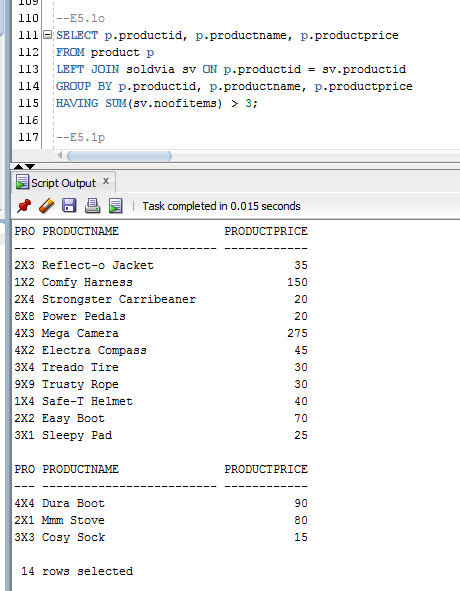 109
110 --E5.1o
111 SELECT p.productid, p.productname, p.productprice
112 FROM product p
113 LEFT JOIN soldvia sv ON p.productid = sv.productid
114 GROUP BY p.productid, p.productname, p.productprice
115 HAVING SUM(sv.noofitems) > 3;
116
117 --E5.1p
Script Output x
Task completed in 0.015 seconds
PRO PRODUCTNAME PRODUCTPRICE
--- ------------------------- ------------
2X3 Reflect-o Jacket 35
1X2 Comfy Harness 150
2X4 Strongster Carribeaner 20
8X8 Power Pedals 20
4X3 Mega Camera 275
4X2 Electra Compass 45
3X4 Treado Tire 30
9X9 Trusty Rope 30
1X4 Safe-T Helmet 40
2X2 Easy Boot 70
3X1 Sleepy Pad 25
PRO PRODUCTNAME PRODUCTPRICE
--- ------------------------- ------------
4X4 Dura Boot 90
2X1 Mmm Stove 80
3X3 Cosy Sock 15
14 rows selected